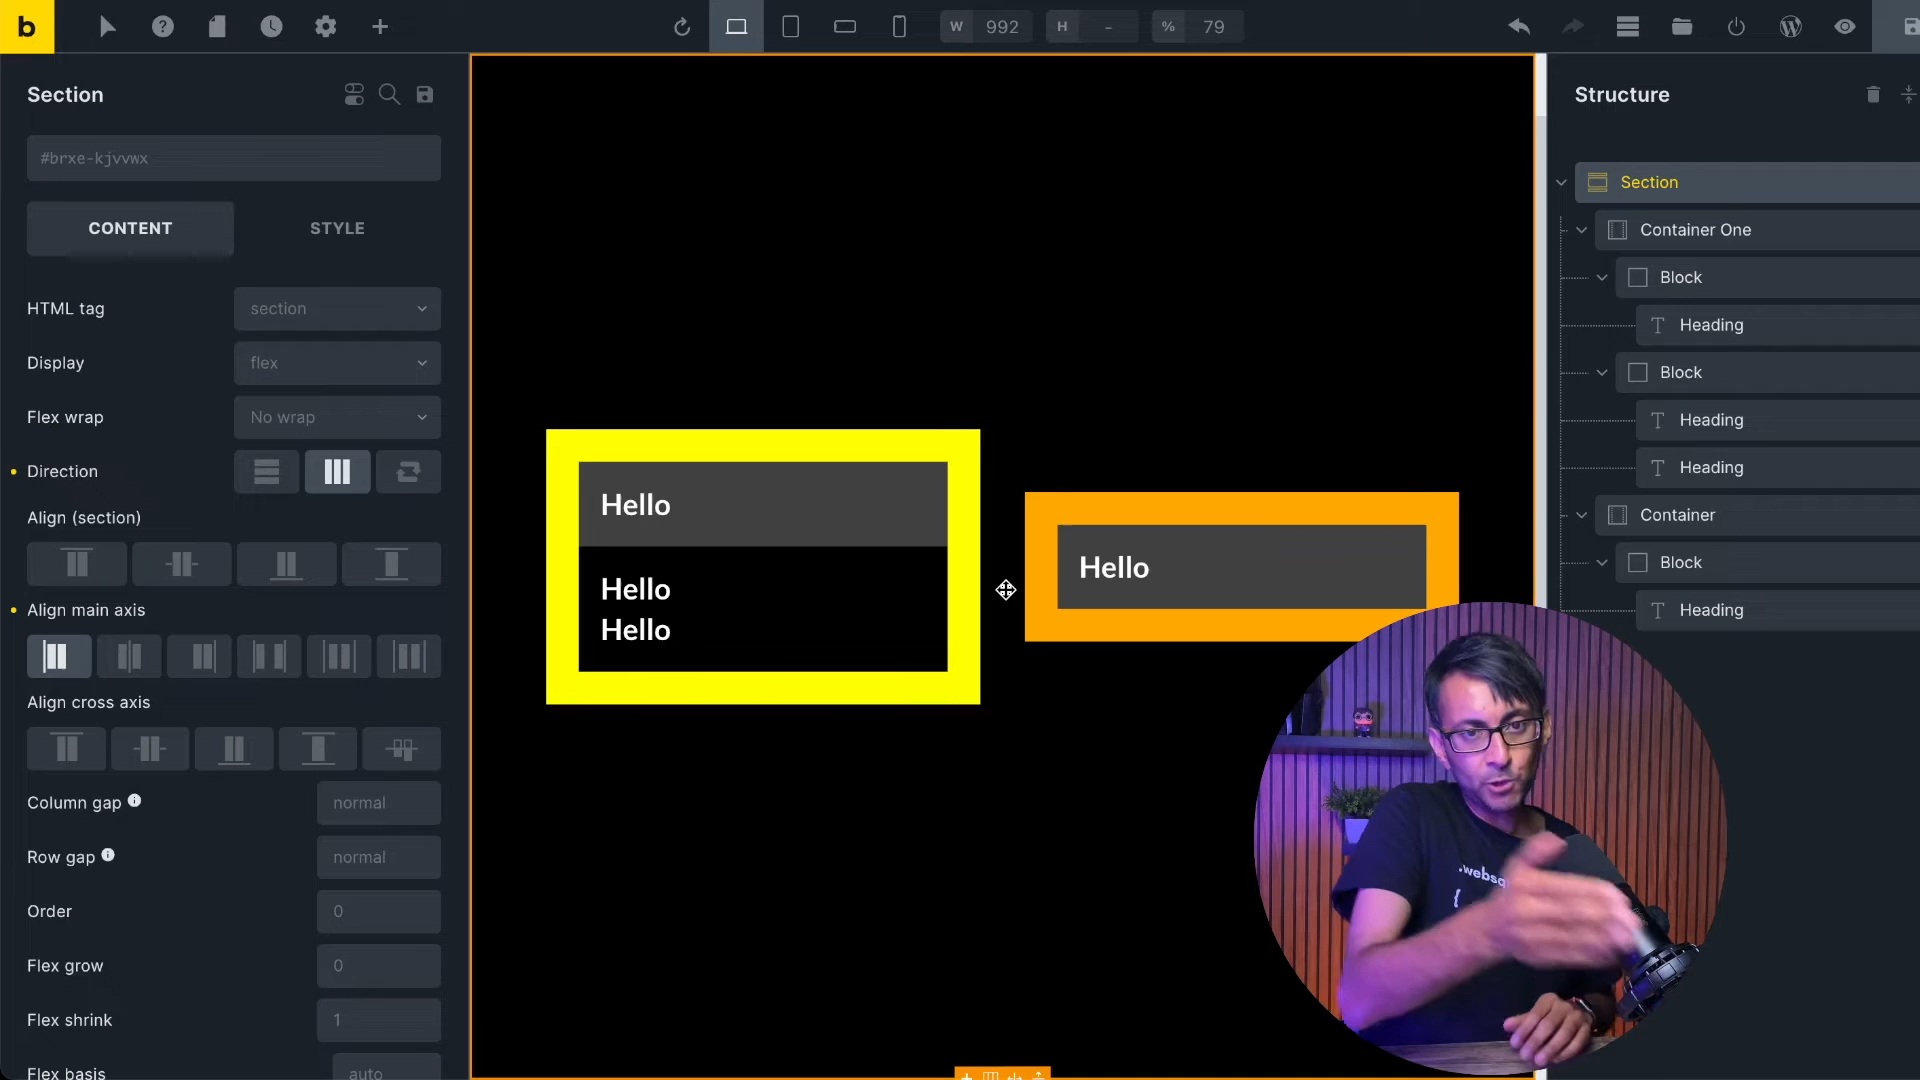 b
W 992
H -
% 79
Section
#brxe-kjvvwx
CONTENT
STYLE
HTML tag
section
Display
flex
Flex wrap
No wrap
Direction
Align (section)
Align main axis
Align cross axis
Column gap
normal
Row gap
normal
Order
0
Flex grow
0
Flex shrink
1
Flex basis
auto
Hello
Hello
Hello
Hello
Structure
Section
Container One
Block
Heading
Block
Heading
Heading
Container
Block
Heading